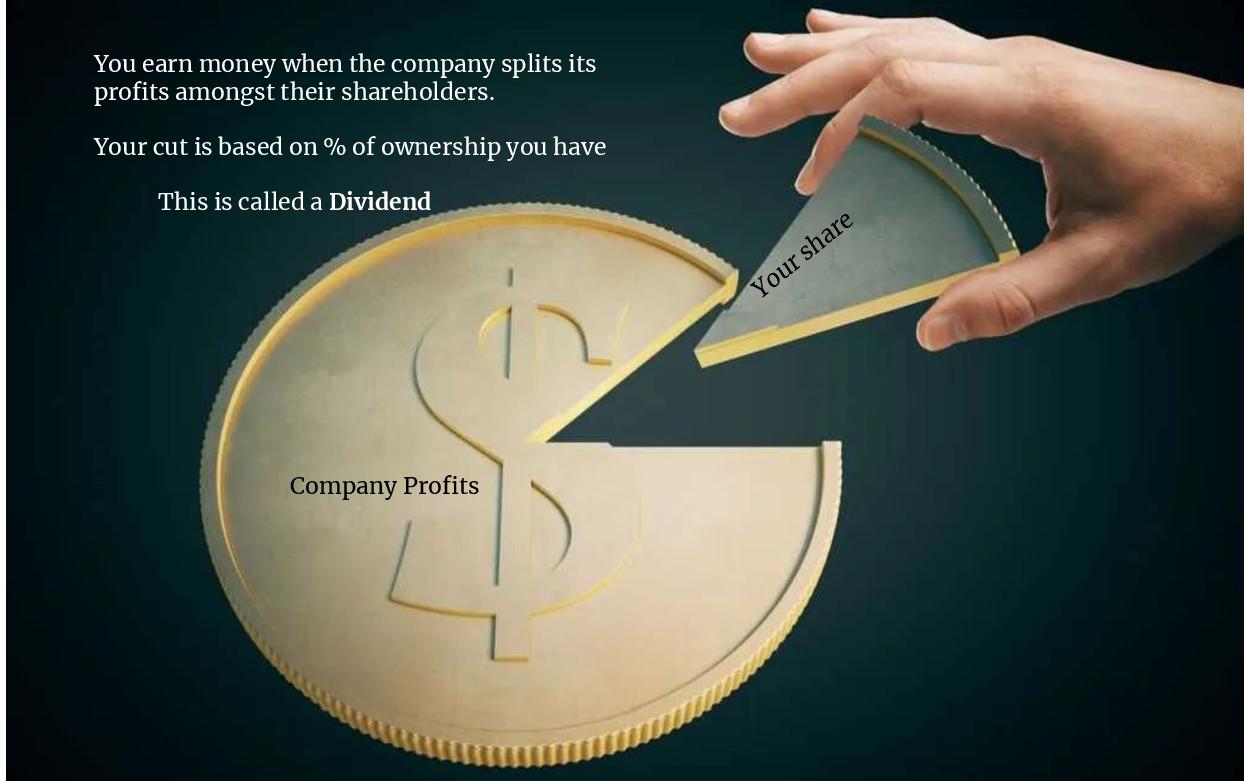 You earn money when the company splits its
profits amongst their shareholders.
Your cut is based on % of ownership you have
This is called a Dividend
Your share
Company Profits